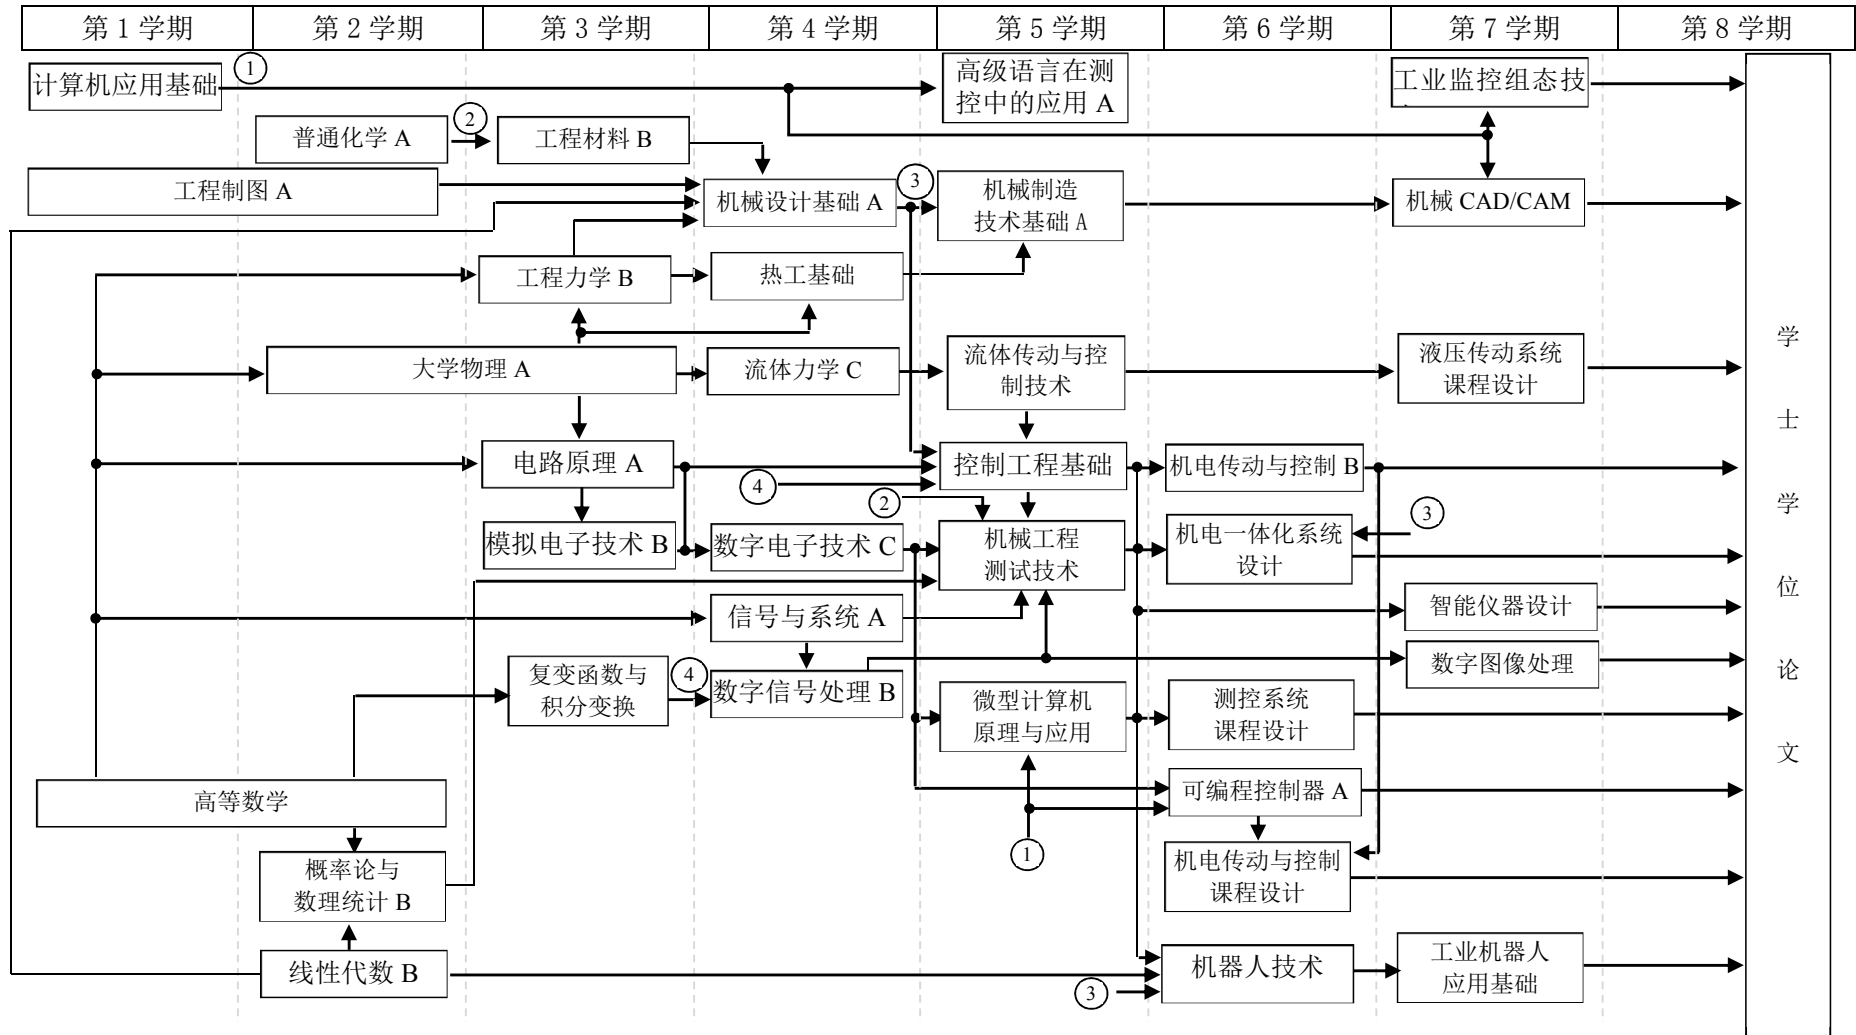 第 1 学期
第 2 学期
第 3 学期
第 4 学期
第 5 学期
第 6 学期
第 7 学期
第 8 学期
计算机应用基础
1
高级语言在测
控中的应用 A
工业监控组态技
普通化学 A
2
工程材料 B
工程制图 A
机械设计基础 A
3
机械制造
技术基础 A
机械 CAD/CAM
工程力学 B
热工基础
大学物理 A
流体力学 C
流体传动与控
制技术
液压传动系统
课程设计
电路原理 A
4
控制工程基础
机电传动与控制 B
2
模拟电子技术 B
数字电子技术 C
机械工程
测试技术
机电一体化系统
设计
3
信号与系统 A
智能仪器设计
复变函数与
积分变换
4
数字信号处理 B
数字图像处理
微型计算机
原理与应用
测控系统
课程设计
高等数学
可编程控制器 A
1
概率论与
数理统计 B
机电传动与控制
课程设计
线性代数 B
3
机器人技术
工业机器人
应用基础
学
士
学
位
论
文